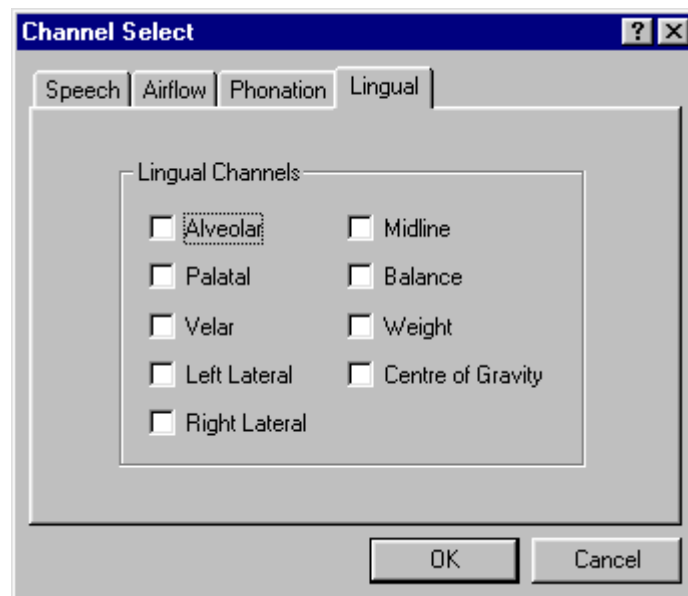 Channel Select
Speech Airflow Phonation Lingual
Lingual Channels
Alveolar Midline
Palatal Balance
Velar Weight
Left Lateral Centre of Gravity
Right Lateral
OK Cancel